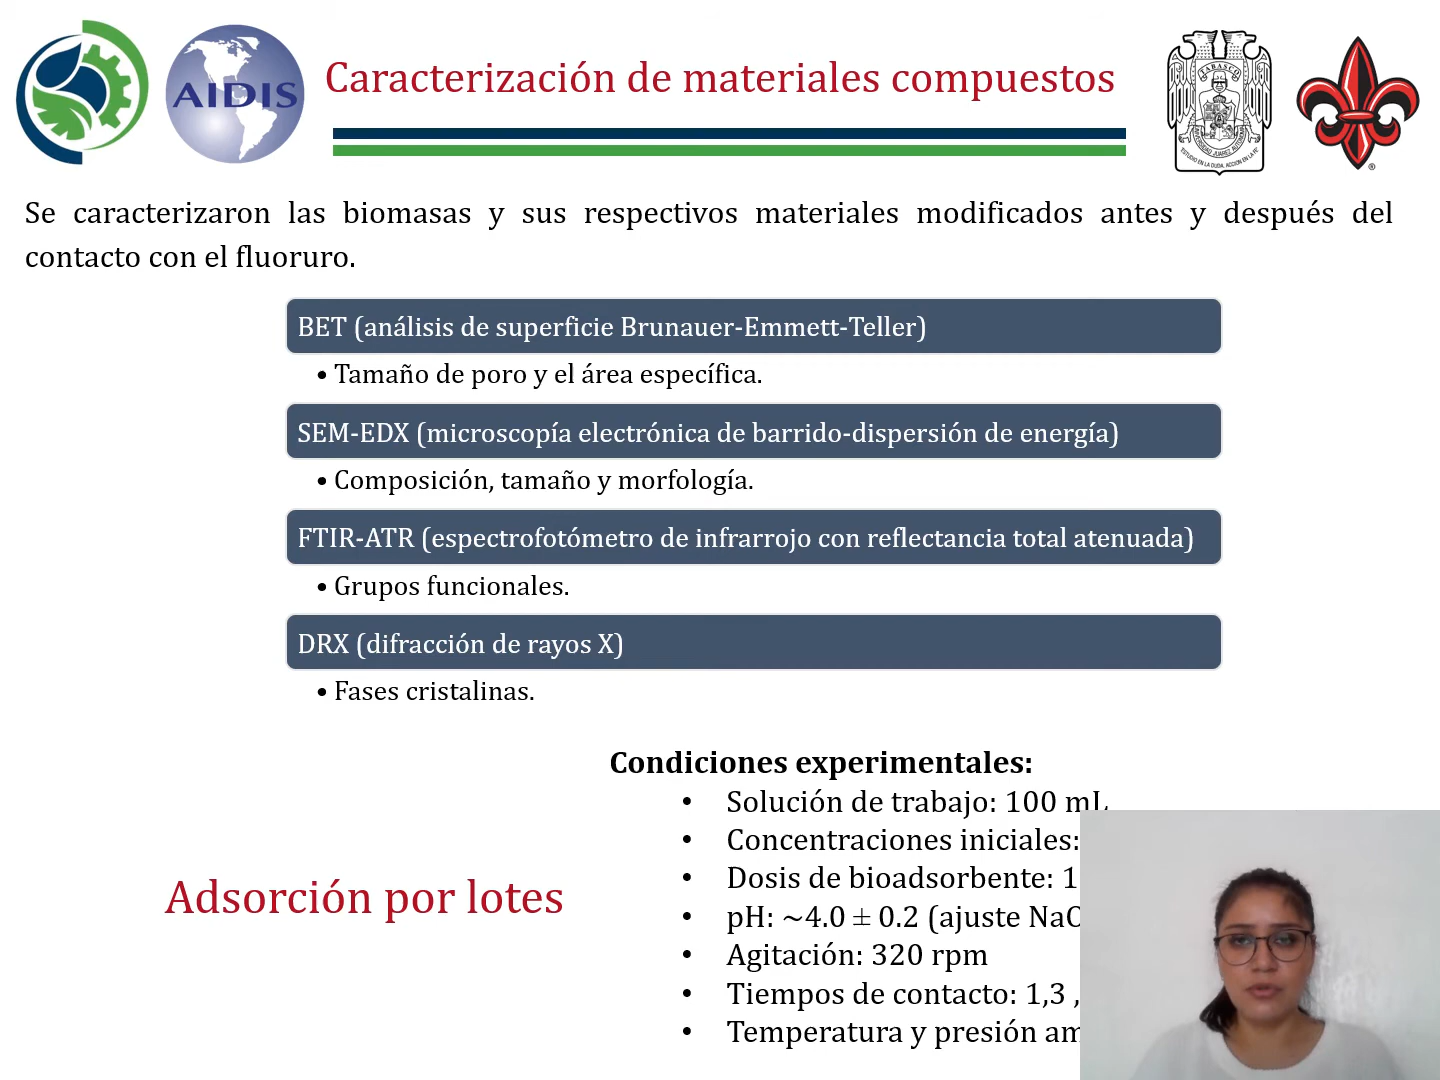 AIDIS
Caracterización de materiales compuestos
Se caracterizaron las biomasas y sus respectivos materiales modificados antes y después del
contacto con el fluoruro.
BET (análisis de superficie Brunauer-Emmett-Teller)
• Tamaño de poro y el área específica.
SEM-EDX (microscopía electrónica de barrido-dispersión de energía)
• Composición, tamaño y morfología.
FTIR-ATR (espectrofotómetro de infrarrojo con reflectancia total atenuada)
• Grupos funcionales.
DRX (difracción de rayos X)
• Fases cristalinas.
Adsorción por lotes
Condiciones experimentales:
• Solución de trabajo: 100 mL
• Concentraciones iniciales:
• Dosis de bioadsorbente: 1
• pH: ~4.0 ± 0.2 (ajuste
• Agitación: 320 rpm
• Tiempos de contacto: 1,3 ,
• Temperatura y presión